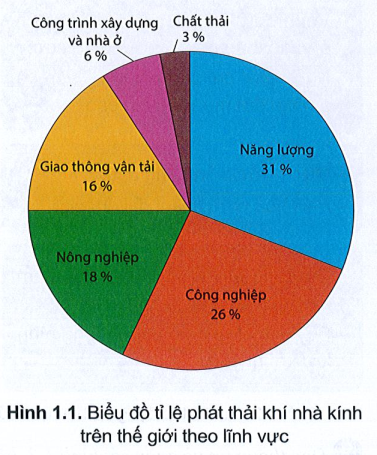 Công trình xây dựng
và nhà ở
6 %
Chất thải
3 %
Năng lượng
31 %
Giao thông vận tải
16 %
Nông nghiệp
18 %
Công nghiệp
26 %
Hình 1.1. Biểu đồ tỉ lệ phát thải khí nhà kính
trên thế giới theo lĩnh vực